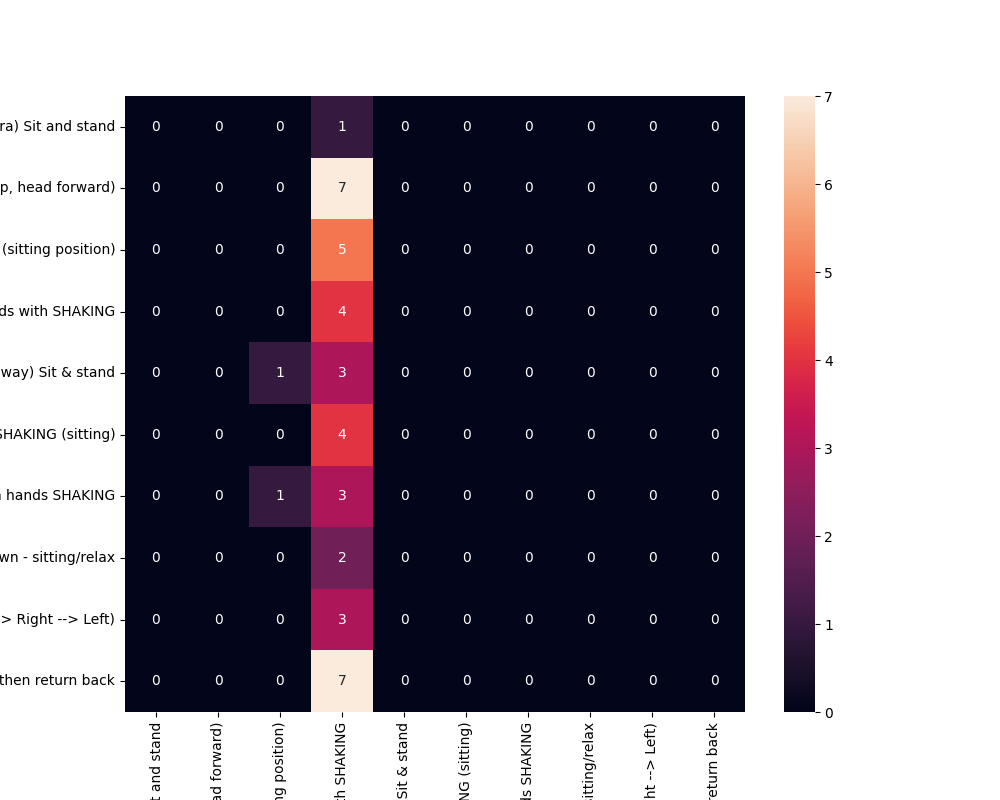 ra) Sit and stand 0 0 0 1 0 0 0 0 0 0
p, head forward) 0 0 0 7 0 0 0 0 0 0
(sitting position) 0 0 0 5 0 0 0 0 0 0
ds with SHAKING 0 0 0 4 0 0 0 0 0 0
way) Sit & stand 0 0 1 3 0 0 0 0 0 0
SHAKING (sitting) 0 0 0 4 0 0 0 0 0 0
hands SHAKING 0 0 1 3 0 0 0 0 0 0
wn - sitting/relax 0 0 0 2 0 0 0 0 0 0
> Right --> Left) 0 0 0 3 0 0 0 0 0 0
then return back 0 0 0 7 0 0 0 0 0 0
t and stand
ad forward)
ng position)
h SHAKING
Sit & stand
NG (sitting)
ds SHAKING
sitting/relax
ht --> Left)
return back
7
6
5
4
3
2
1
0